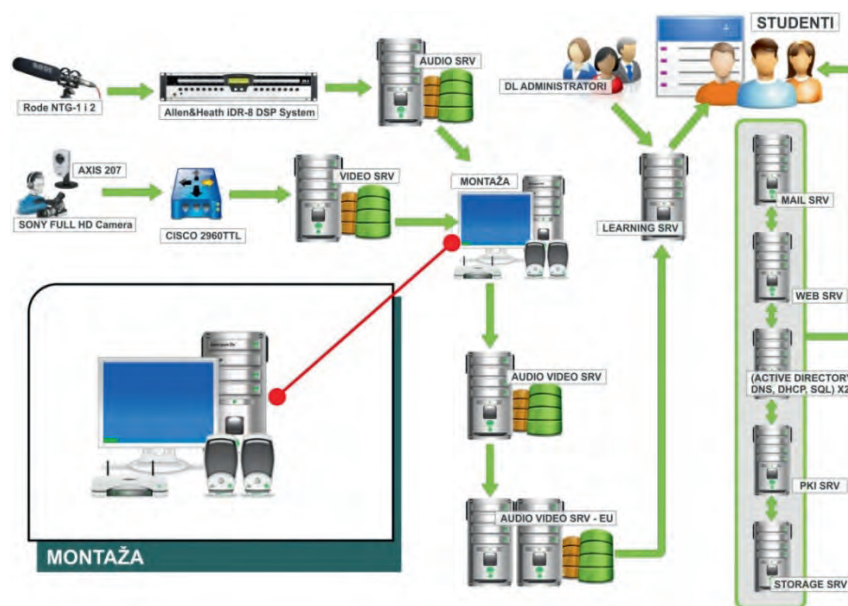 STUDENTI
AUDIO SRV
DL ADMINISTRATORI
Rode NTG-1 i 2
Allen&Heath iDR-8 DSP System
AXIS 207
VIDEO SRV
MONTAŽA
SONY FULL HD Camera
CISCO 2960TTL
LEARNING SRV
MAIL SRV
WEB SRV
AUDIO VIDEO SRV
(ACTIVE DIRECTORY
DNS, DHCP, SQL) X2
PKI SRV
AUDIO VIDEO SRV - EU
STORAGE SRV
MONTAŽA